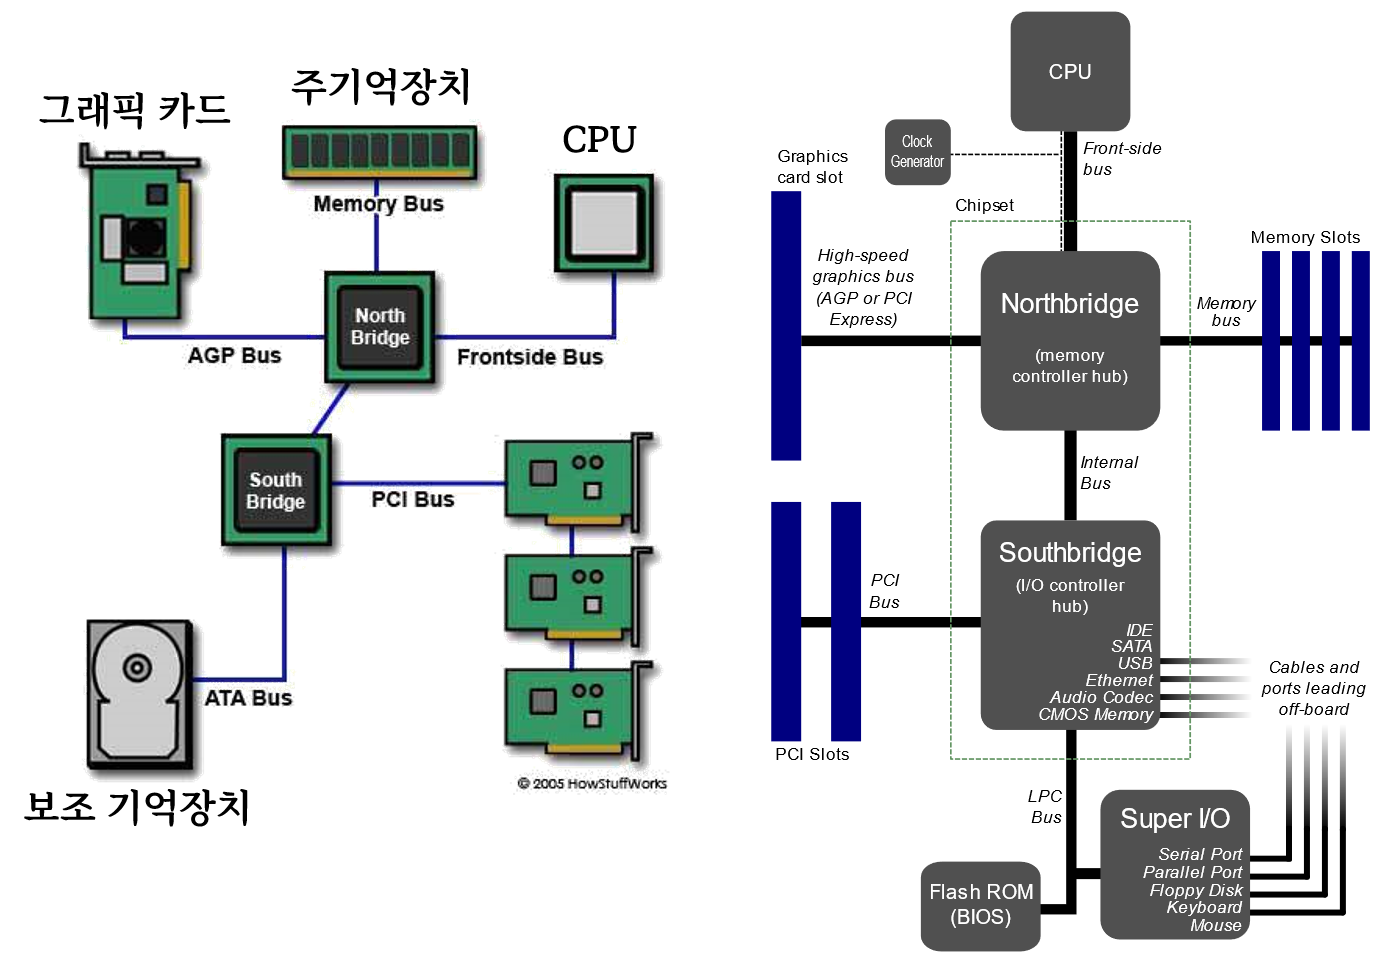 그래픽 카드
주기억장치
CPU
Memory Bus
North
Bridge
AGP Bus
Frontside Bus
South
Bridge
PCI Bus
ATA Bus
보조 기억장치
© 2005 HowStuffWorks
CPU
Clock
Generator
Front-side
bus
Graphics
card slot
Chipset
High-speed
graphics bus
(AGP or PCI
Express)
Northbridge
(memory
controller hub)
Memory Slots
Memory
bus
Internal
Bus
Southbridge
(I/O controller
hub)
PCI
Bus
IDE
SATA
USB
Ethernet
Audio Codec
CMOS Memory
Cables and
ports leading
off-board
PCI Slots
LPC
Bus
Super I/O
Serial Port
Parallel Port
Floppy Disk
Keyboard
Mouse
Flash ROM
(BIOS)